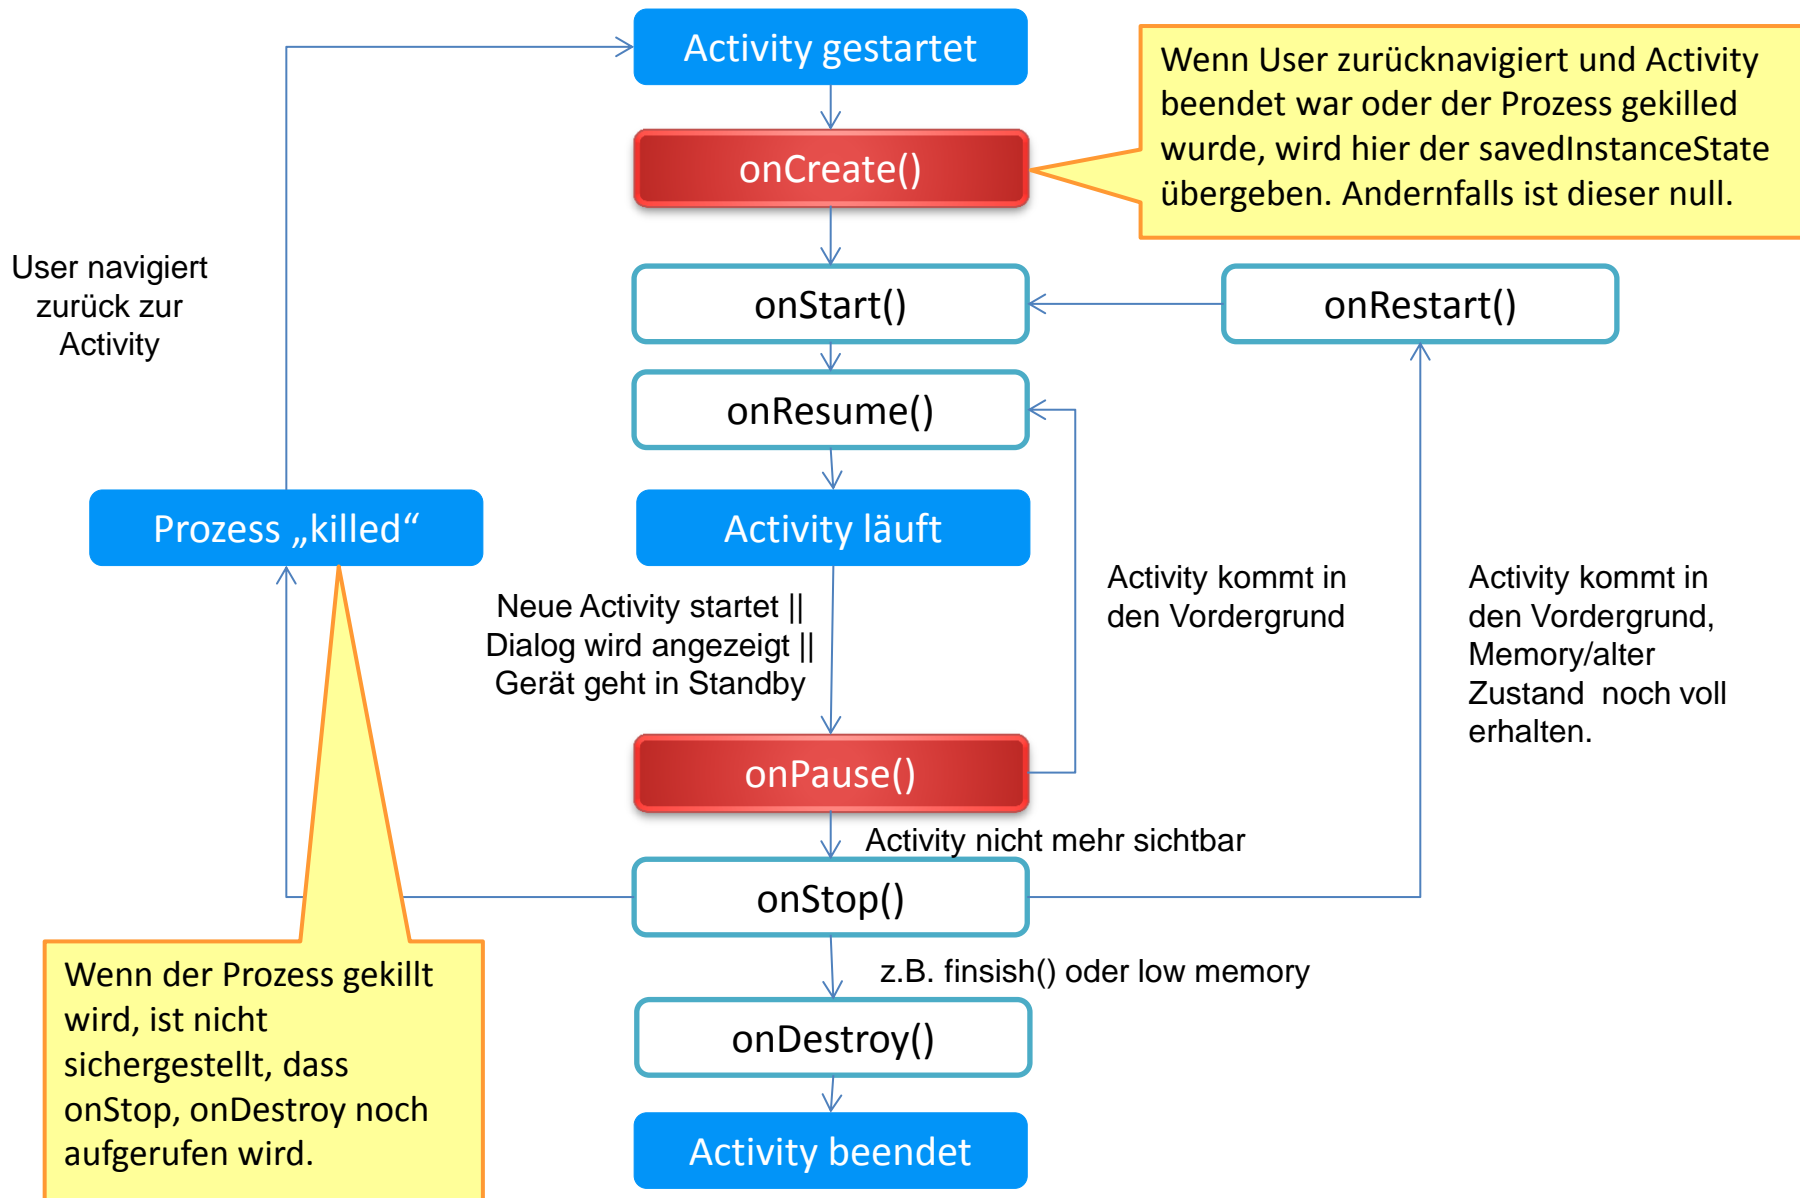 Activity gestartet
Wenn User zurücknavigiert und Activity
beendet war oder der Prozess gekilled
wurde, wird hier der savedInstanceState
übergeben. Andernfalls ist dieser null.
onCreate()
User navigiert
zurück zur
Activity
onStart()
onRestart()
onResume()
Prozess „killed“
Activity läuft
Neue Activity startet ||
Dialog wird angezeigt ||
Gerät geht in Standby
Activity kommt in
den Vordergrund
Activity kommt in
den Vordergrund,
Memory/alter
Zustand noch voll
erhalten.
onPause()
Activity nicht mehr sichtbar
onStop()
z.B. finsish() oder low memory
Wenn der Prozess gekillt
wird, ist nicht
sichergestellt, dass
onStop, onDestroy noch
aufgerufen wird.
onDestroy()
Activity beendet